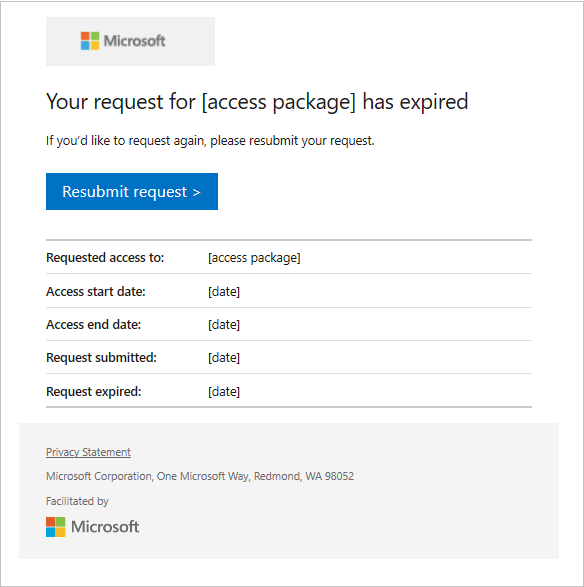 Microsoft
Your request for [access package] has expired
If you'd like to request again, please resubmit your request.
Resubmit request >
Requested access to: [access package]
Access start date: [date]
Access end date: [date]
Request submitted: [date]
Request expired: [date]
Privacy Statement
Microsoft Corporation, One Microsoft Way, Redmond, WA 98052
Facilitated by
Microsoft